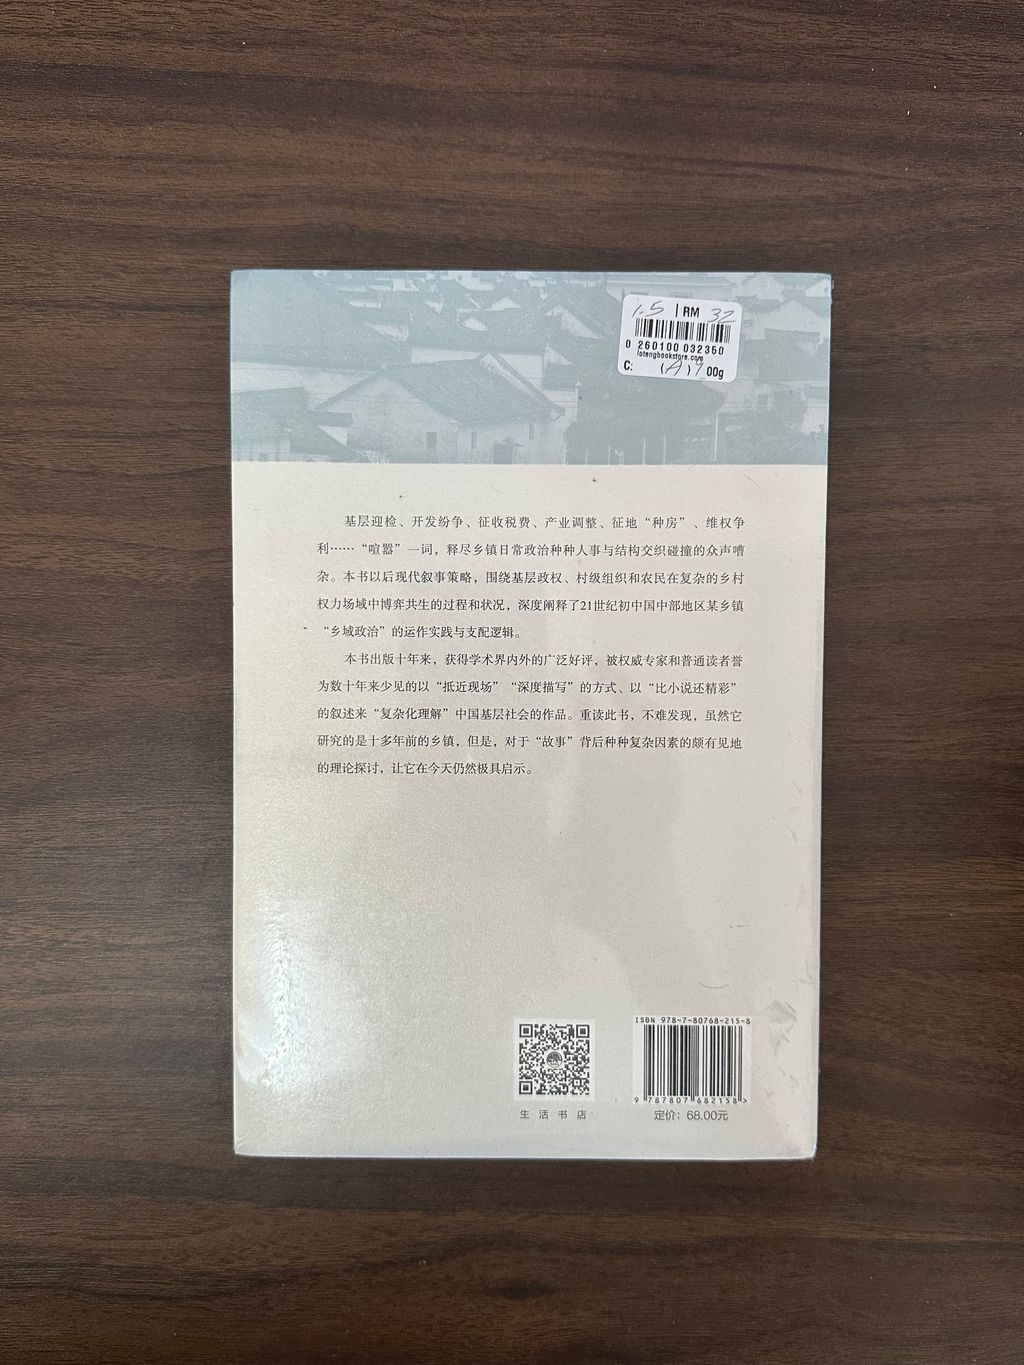 1.5 | RM 32
0 260100 032350
lotongbookstore.com
C: (A) 9 00g
基层迎检、开发纷争、征收税费、产业调整、征地“种房”、维权争
利……“喧嚣”一词，释尽乡镇日常政治种种人事与结构交织碰撞的众声嘈
杂。本书以后现代叙事策略，围绕基层政权、村级组织和农民在复杂的乡村
权力场域中博弈共生的过程和状况，深度阐释了21世纪初中国中部地区某乡镇
“乡域政治”的运作实践与支配逻辑。
本书出版十年来，获得学术界内外的广泛好评，被权威专家和普通读者誉
为数十年来少见的以“抵近现场”“深度描写”的方式、以“比小说还精彩”
的叙述来“复杂化理解”中国基层社会的作品。重读此书，不难发现，虽然它
研究的是十多年前的乡镇，但是，对于“故事”背后种种复杂因素的颇有见地
的理论探讨，让它在今天仍然极具启示。
ISBN 978-7-80768-215-8
9 787807 682158 >
生活书店
定价：68.00元